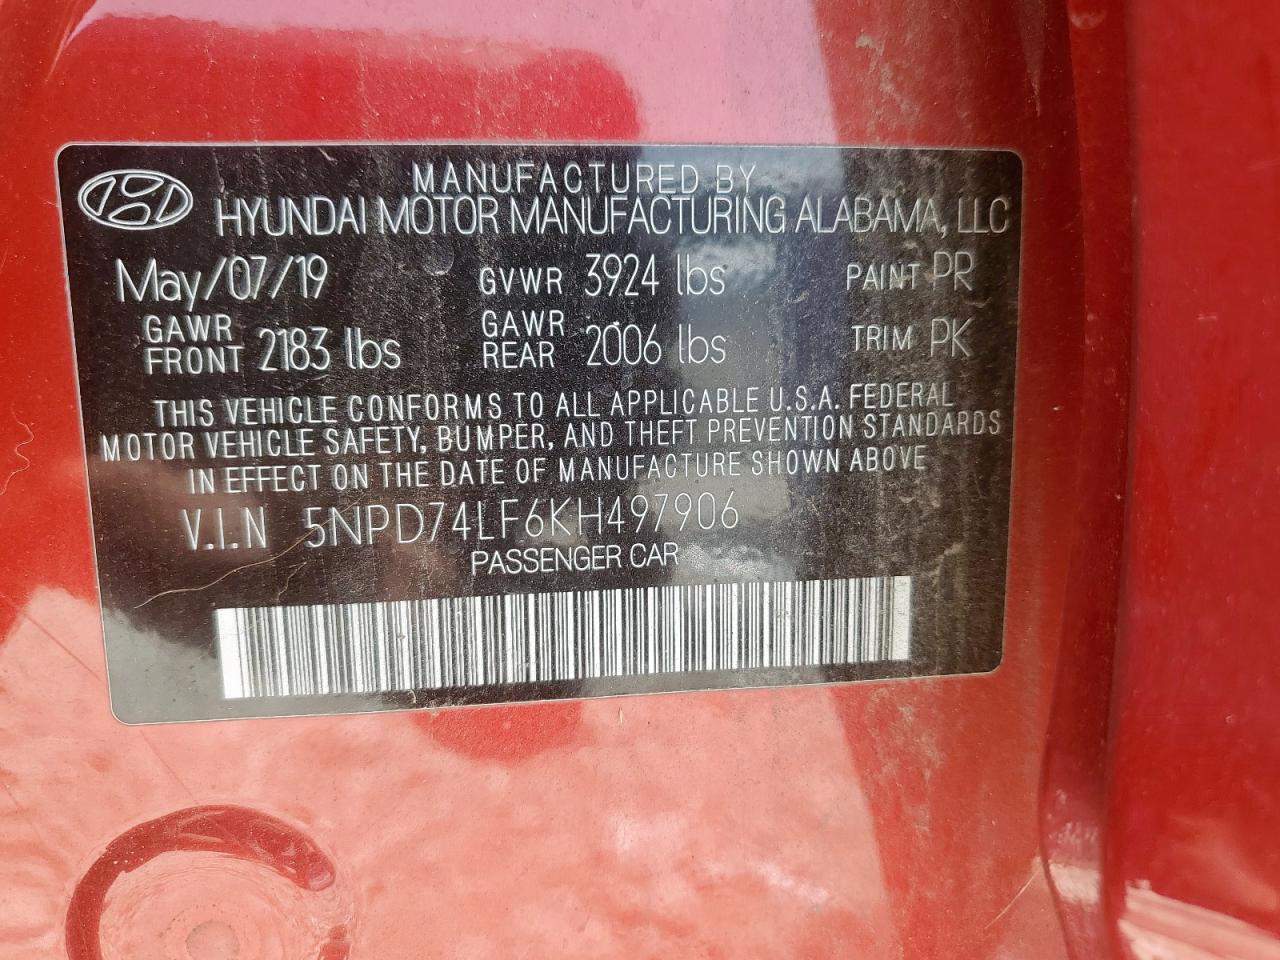 MANUFACTURED BY
HYUNDAI MOTOR MANUFACTURING ALABAMA, LLC
May/07/19 GVWR 3924 lbs PAINT PR
GAWR FRONT 2183 lbs GAWR REAR 2006 lbs TRIM PK
THIS VEHICLE CONFORMS TO ALL APPLICABLE U.S.A. FEDERAL
MOTOR VEHICLE SAFETY, BUMPER, AND THEFT PREVENTION STANDARDS
IN EFFECT ON THE DATE OF MANUFACTURE SHOWN ABOVE
V.I.N 5NPD74LF6KH497906
PASSENGER CAR